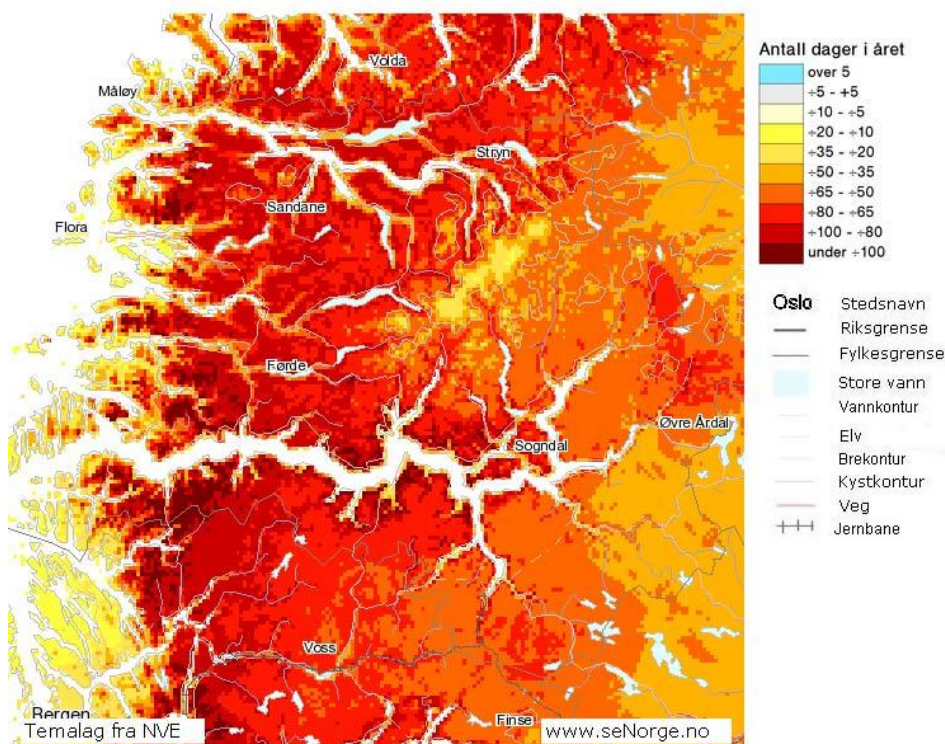 Volda
Måløy
Stryn
Sandane
Flora
Førde
Øvre Årdal
Sogndal
Voss
Bergen
Finse
Temalag fra NVE
www.seNorge.no
Antall dager i året
over 5
÷5 - +5
÷10 - ÷5
÷20 - ÷10
÷35 - ÷20
÷50 - ÷35
÷65 - ÷50
÷80 - ÷65
÷100 - ÷80
under ÷100
Oslo Stedsnavn
Riksgrense
Fylkesgrense
Store vann
Vannkontur
Elv
Brekontur
Kystkontur
Veg
Jernbane